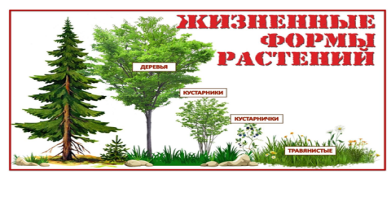 ЖИЗНЕННЫЕ
ФОРМЫ
РАСТЕНИЙ
ДЕРЕВЬЯ
КУСТАРНИКИ
КУСТАРНИЧКИ
ТРАВЯНИСТЫЕ